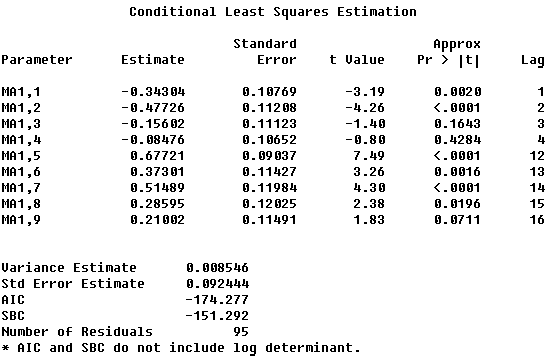 Conditional Least Squares Estimation
Standard Approx
Parameter Estimate Error t Value Pr > |t| Lag
MA1,1 -0.34304 0.10769 -3.19 0.0020 1
MA1,2 -0.47726 0.11208 -4.26 <.0001 2
MA1,3 -0.15602 0.11123 -1.40 0.1643 3
MA1,4 -0.08476 0.10652 -0.80 0.4284 4
MA1,5 0.67721 0.09037 7.49 <.0001 12
MA1,6 0.37301 0.11427 3.26 0.0016 13
MA1,7 0.51489 0.11984 4.30 <.0001 14
MA1,8 0.28595 0.12025 2.38 0.0196 15
MA1,9 0.21002 0.11491 1.83 0.0711 16
Variance Estimate 0.008546
Std Error Estimate 0.092444
AIC -174.277
SBC -151.292
Number of Residuals 95
* AIC and SBC do not include log determinant.